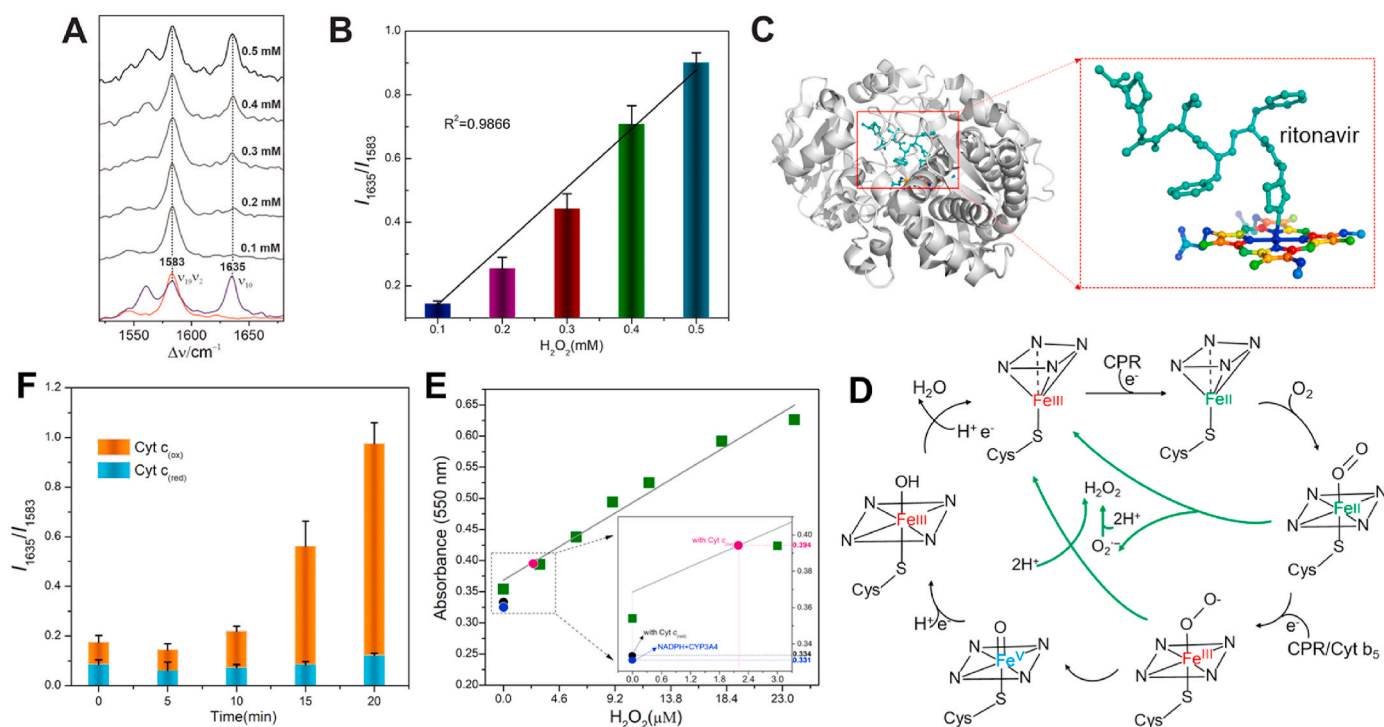 A
0.5 mM
0.4 mM
0.3 mM
0.2 mM
0.1 mM
1583
1635
ν19ν2
ν10
1550
1600
1650
Δν/cm⁻¹
B
I1635/I1583
1.0
0.8
0.6
0.4
0.2
R²=0.9866
0.1
0.2
0.3
0.4
0.5
H₂O₂(mM)
C
ritonavir
F
I1635/I1583
1.2
1.0
0.8
0.6
0.4
0.2
0.0
Cyt c(ox)
Cyt c(red)
0
5
10
15
20
Time(min)
E
Absorbance (550 nm)
0.65
0.60
0.55
0.50
0.45
0.40
0.35
0.30
0.25
0.20
0.0
4.6
9.2
13.8
18.4
23.0
H₂O₂(μM)
with Cyt c
0.40
0.394
0.38
0.36
0.34
0.334
0.331
with Cyt c(red)
NADPH+CYP3A4
0.0
0.6
1.2
1.8
2.4
3.0
D
N N
N N
Feᴵᴵᴵ
S
Cys
CPR
e⁻
N N
N N
Feᴵᴵ
S
Cys
O₂
O
O
N N
Feᴵᴵ
N N
S
Cys
e⁻
CPR/Cyt b₅
O⁻
O
N N
Feᴵᴵᴵ
N N
S
Cys
O
N N
Feⱽ
N N
S
Cys
H⁺e⁻
OH
N N
Feᴵᴵᴵ
N N
S
Cys
H₂O
H⁺ e⁻
H₂O₂
2H⁺
O₂·⁻
2H⁺